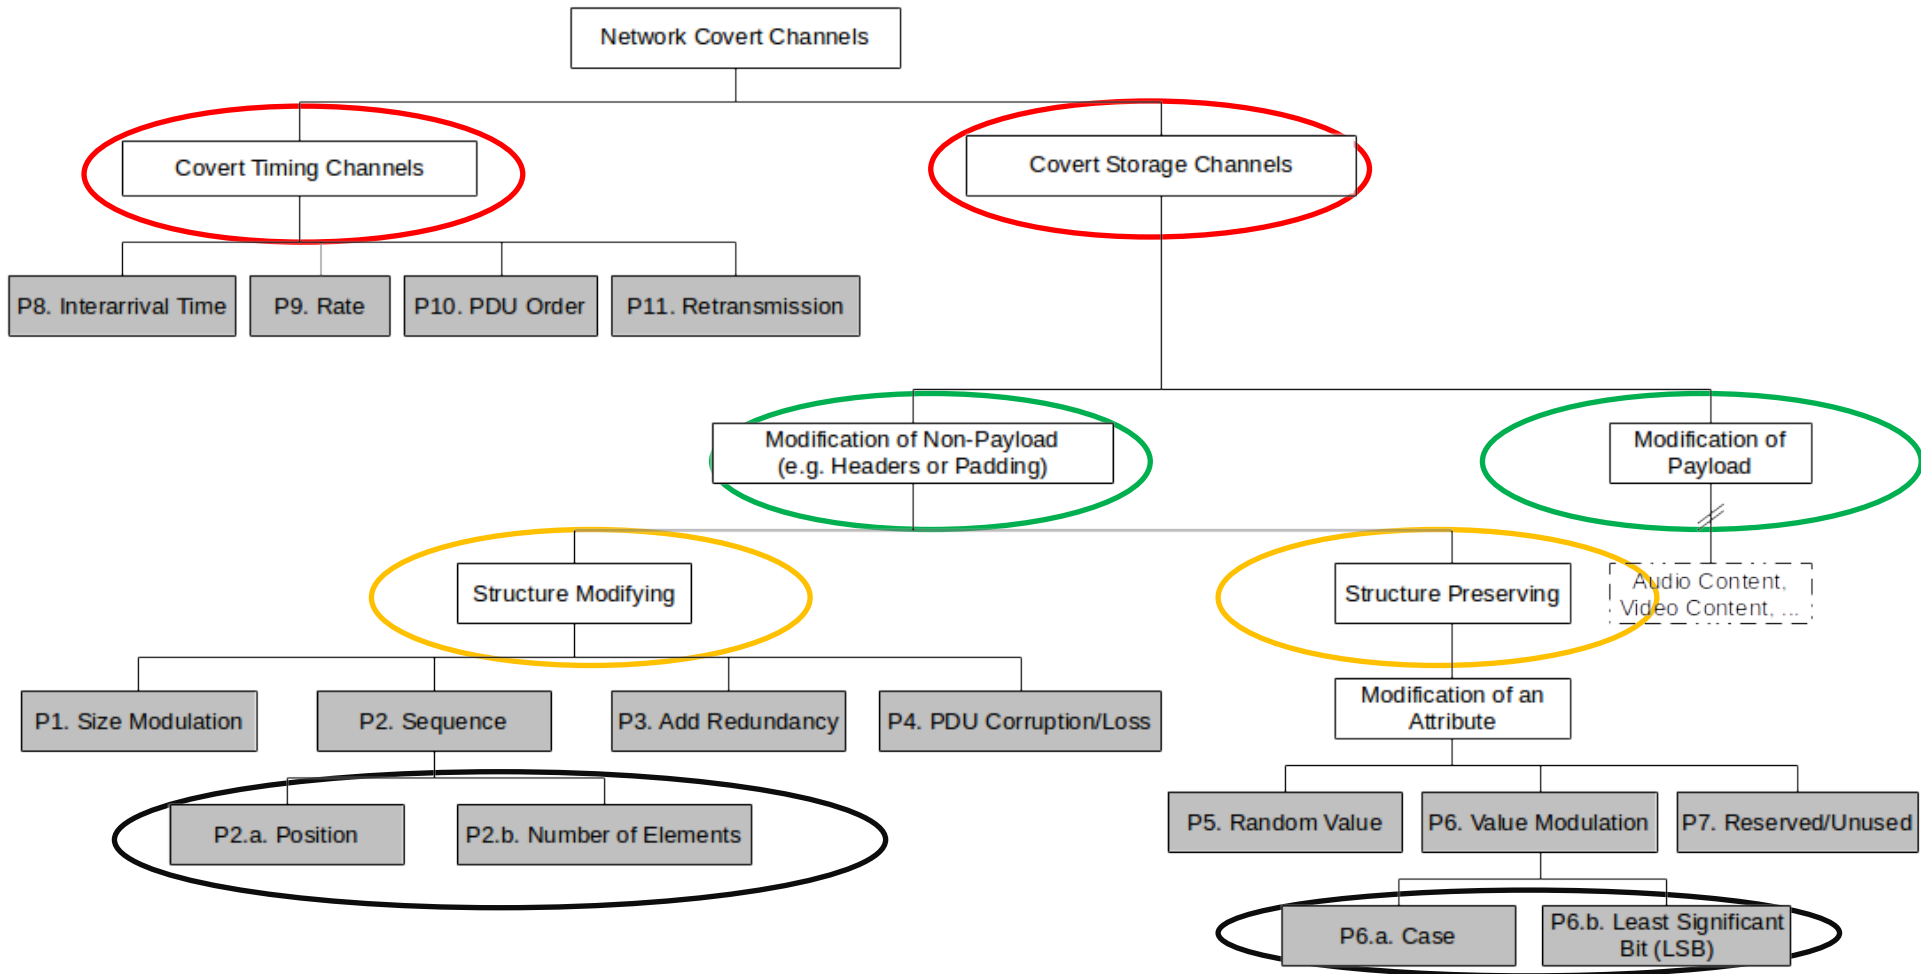 Network Covert Channels
Covert Timing Channels
Covert Storage Channels
P8. Interarrival Time
P9. Rate
P10. PDU Order
P11. Retransmission
Modification of Non-Payload
(e.g. Headers or Padding)
Modification of
Payload
Structure Modifying
Structure Preserving
Audio Content,
Video Content, ...
P1. Size Modulation
P2. Sequence
P3. Add Redundancy
P4. PDU Corruption/Loss
Modification of an
Attribute
P2.a. Position
P2.b. Number of Elements
P5. Random Value
P6. Value Modulation
P7. Reserved/Unused
P6.a. Case
P6.b. Least Significant
Bit (LSB)